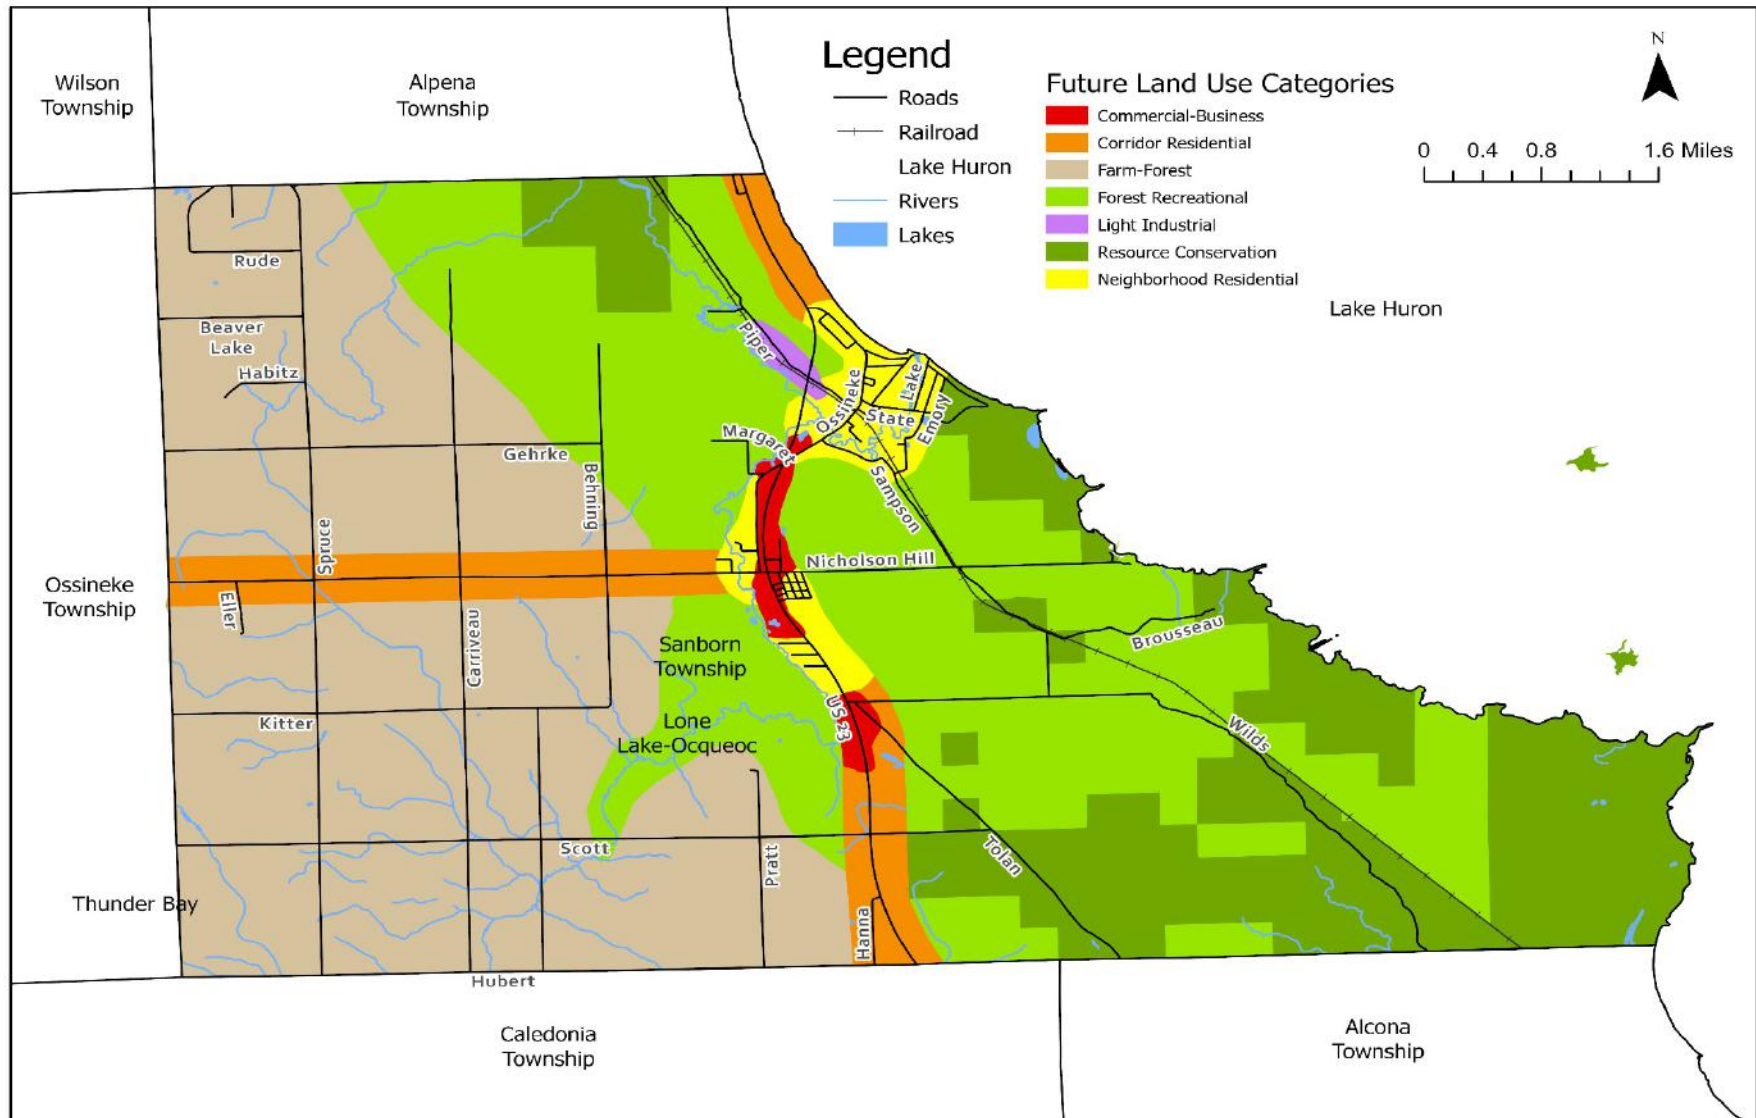 Wilson
Township
Alpena
Township
Legend
Roads
Railroad
Lake Huron
Rivers
Lakes
Future Land Use Categories
Commercial-Business
Corridor Residential
Farm-Forest
Forest Recreational
Light Industrial
Resource Conservation
Neighborhood Residential
N
0 0.4 0.8 1.6 Miles
Lake Huron
Rude
Beaver
Lake
Habitz
Piper
Ossineke
Lake
State
Emory
Margaret
Gehrke
Behning
Sampson
Spruce
Nicholson Hill
Ossineke
Township
Eller
Carriveau
Sanborn
Township
Brousseau
US 23
Kitter
Lone
Lake-Ocqueoc
Wilds
Scott
Pratt
Tolan
Thunder Bay
Hanna
Hubert
Caledonia
Township
Alcona
Township